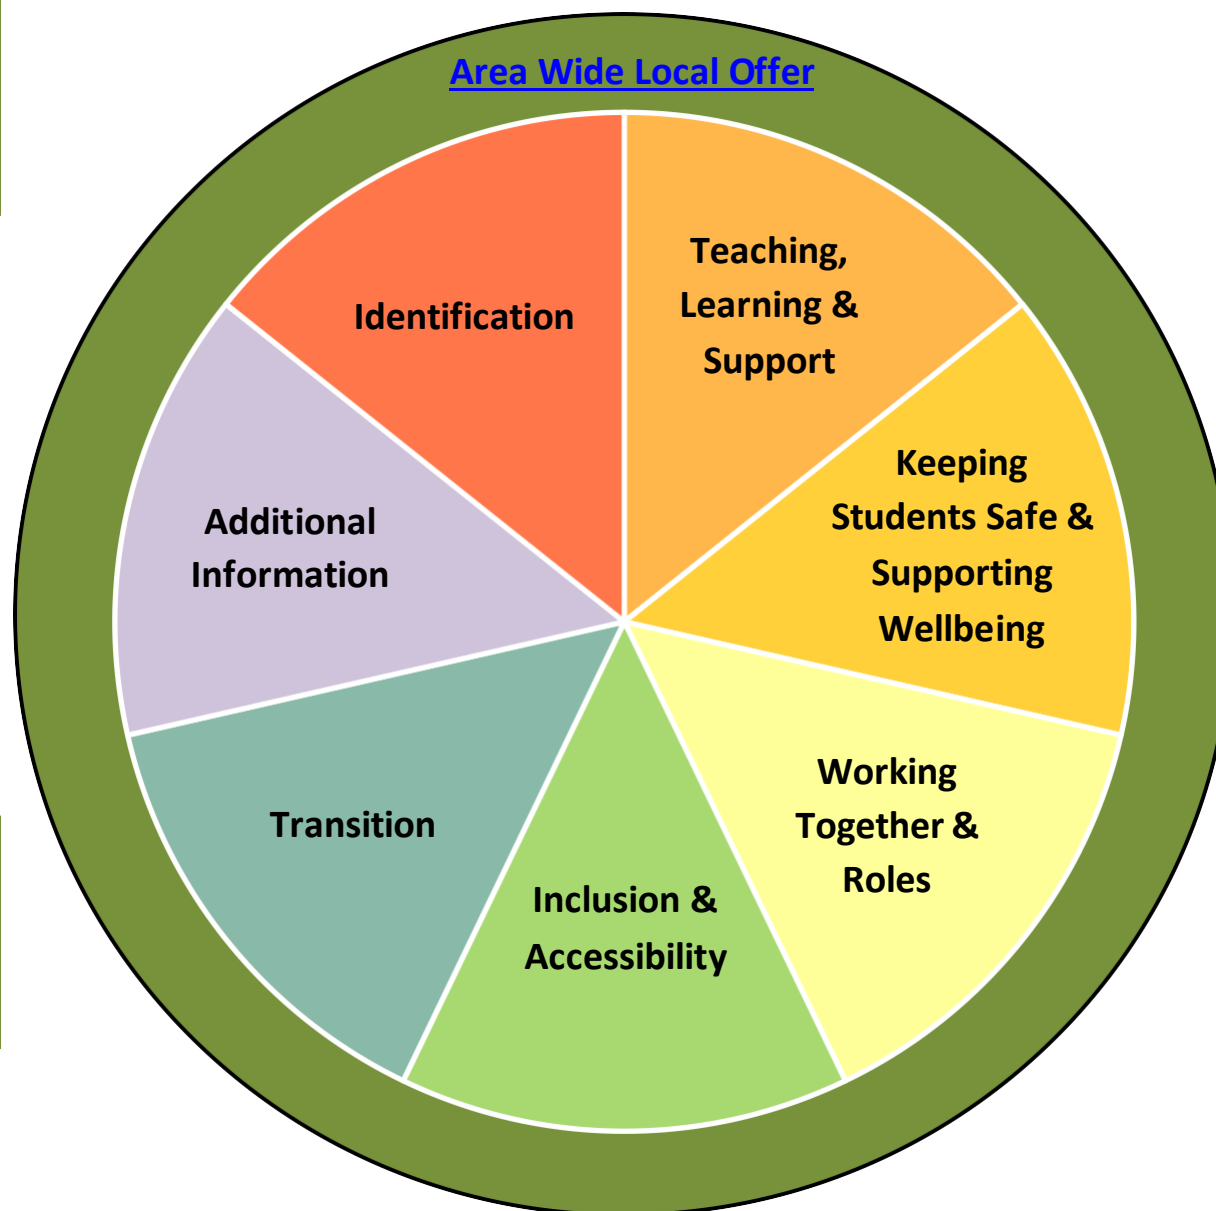 Area Wide Local Offer
Identification
Teaching,
Learning &
Support
Keeping
Students Safe &
Supporting
Wellbeing
Additional
Information
Working
Together &
Roles
Transition
Inclusion &
Accessibility